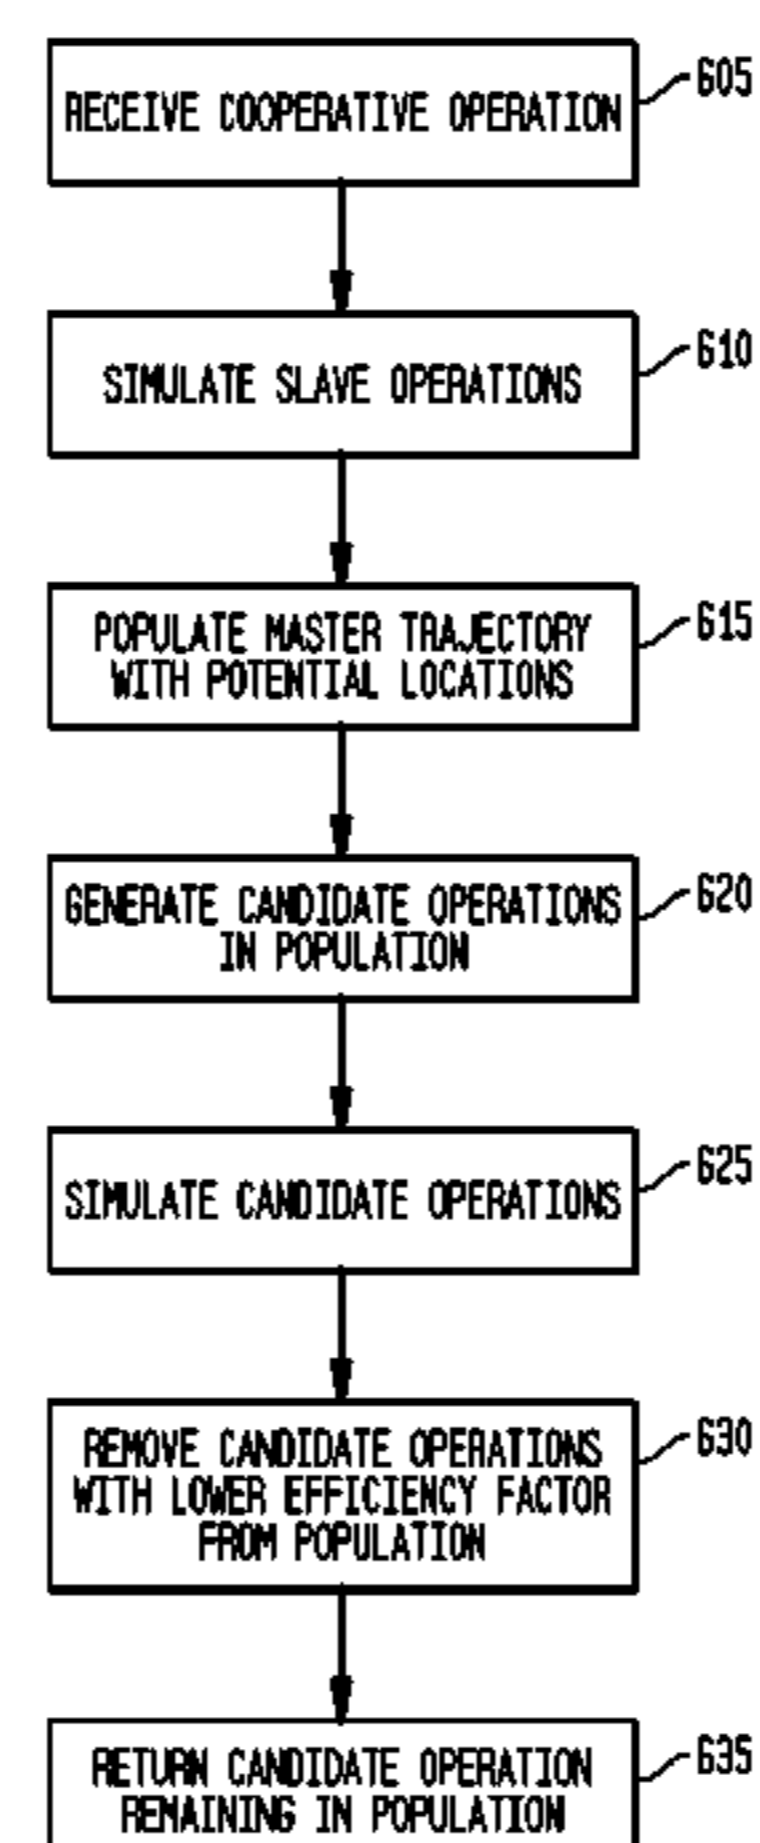 RECEIVE COOPERATIVE OPERATION
605
SIMULATE SLAVE OPERATIONS
610
POPULATE MASTER TRAJECTORY
WITH POTENTIAL LOCATIONS
615
GENERATE CANDIDATE OPERATIONS
IN POPULATION
620
SIMULATE CANDIDATE OPERATIONS
625
REMOVE CANDIDATE OPERATIONS
WITH LOWER EFFICIENCY FACTOR
FROM POPULATION
630
RETURN CANDIDATE OPERATION
REMAINING IN POPULATION
635